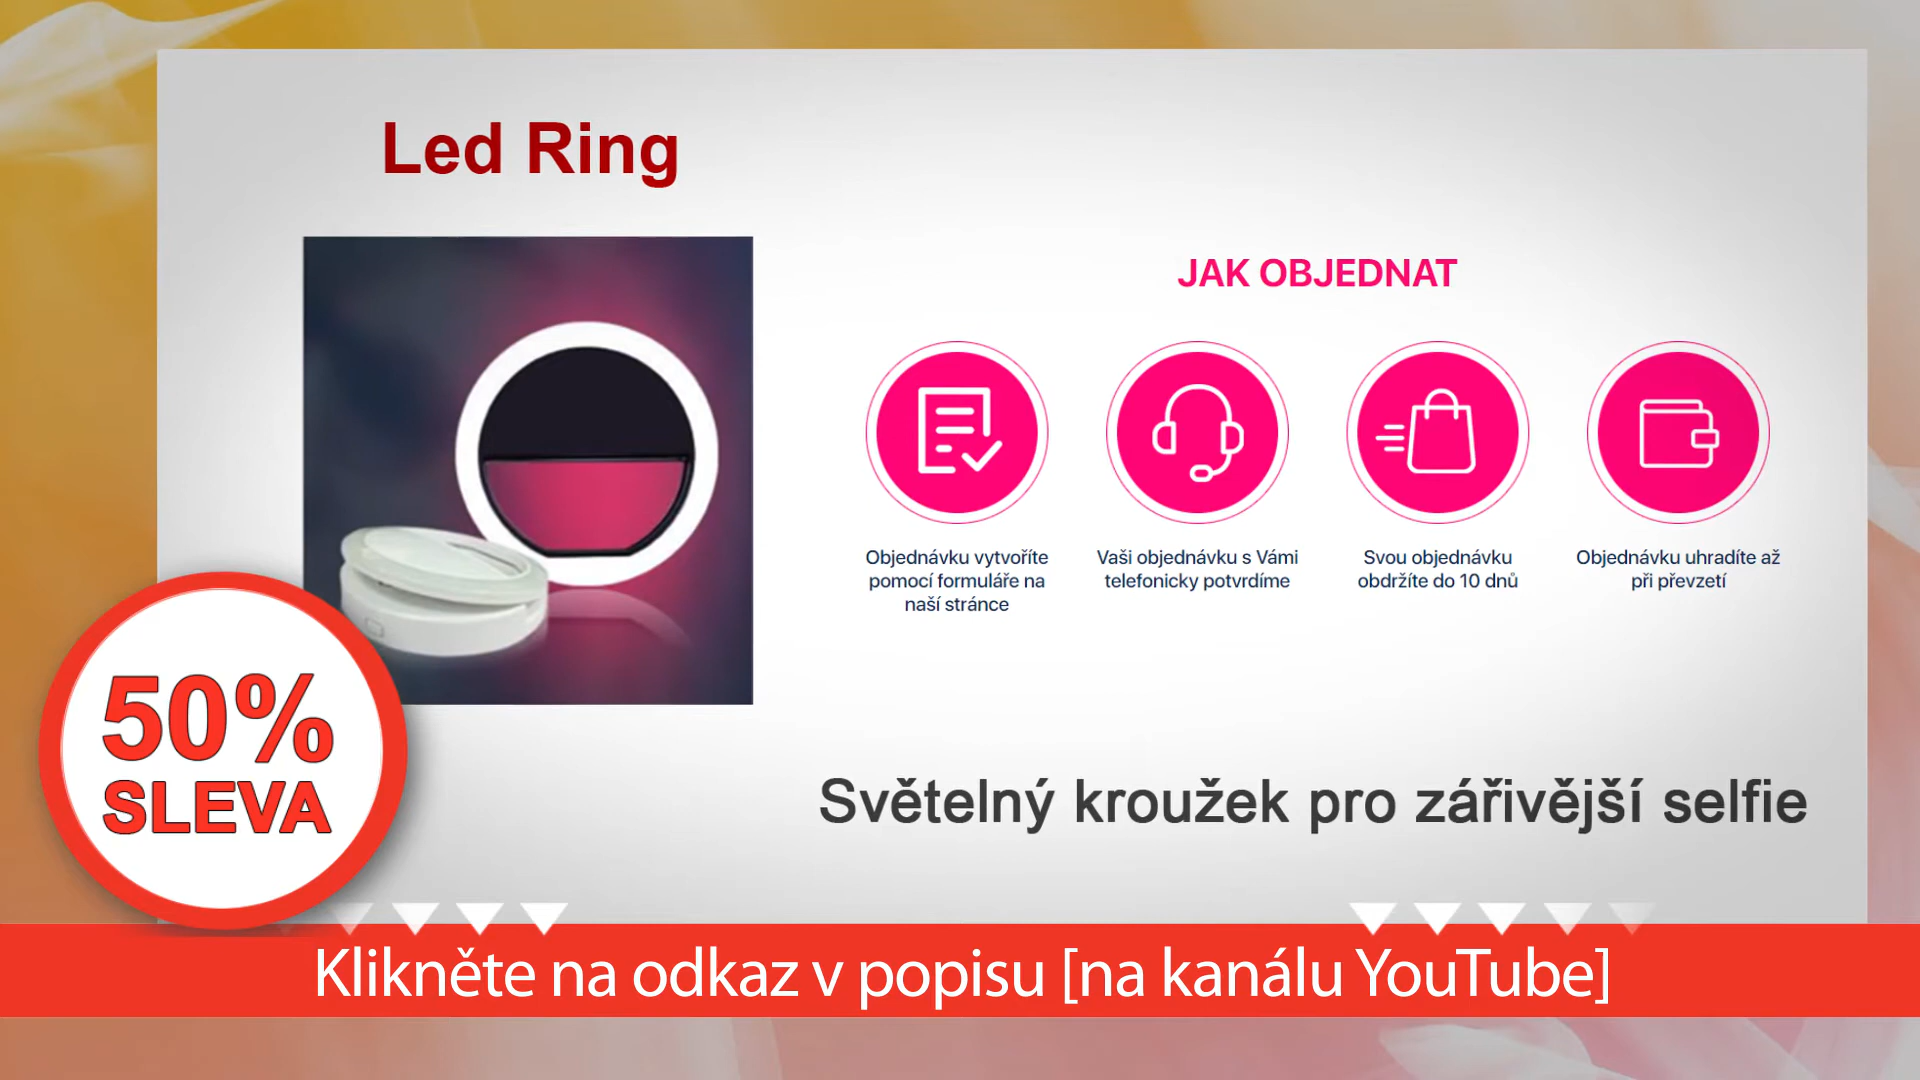 Led Ring
JAK OBJEDNAT
Objednávku vytvoříte
pomocí formuláře na
naší stránce
Vaši objednávku s Vámi
telefonicky potvrdíme
Svou objednávku
obdržíte do 10 dnů
Objednávku uhradíte až
při převzetí
50%
SLEVA
Světelný kroužek pro zářivější selfie
Klikněte na odkaz v popisu [na kanálu YouTube]